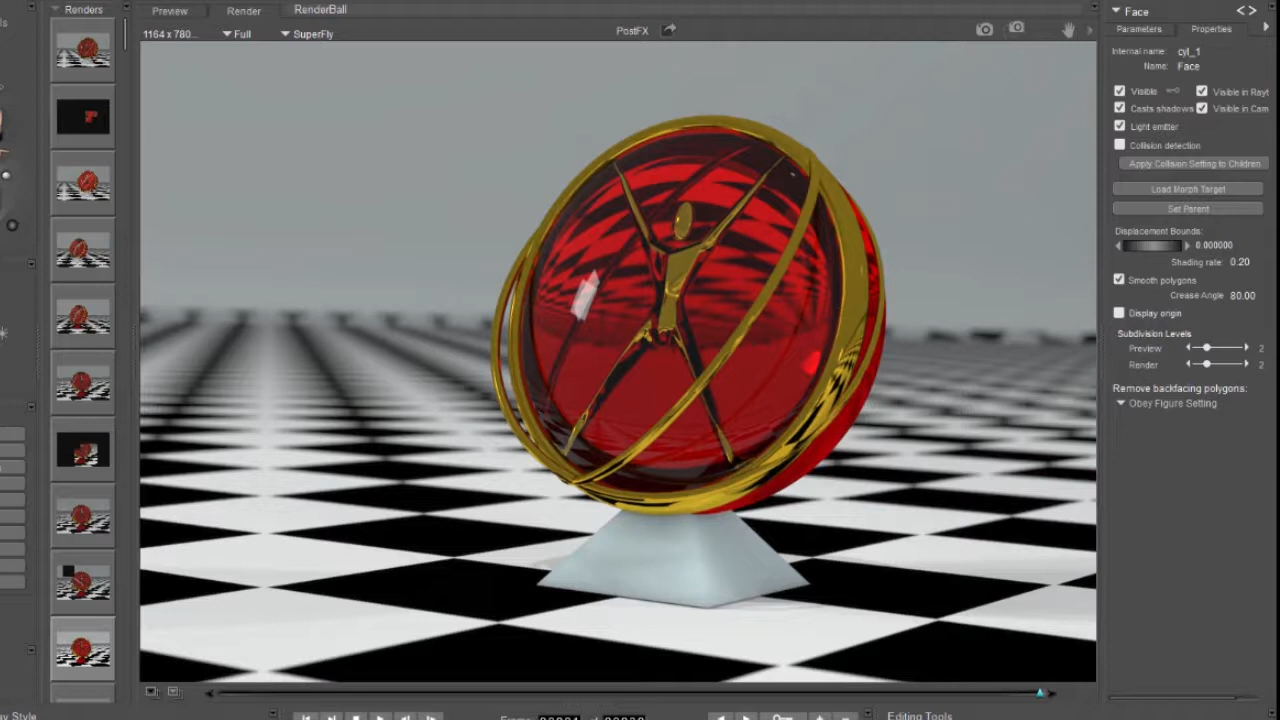 Renders
Preview
Render
RenderBall
1164 x 780...
Full
SuperFly
PostFX
Face
Parameters
Properties
Internal name: cyl_1
Name: Face
Visible
Visible in Rayt
Casts shadows
Visible in Cam
Light emitter
Collision detection
Apply Collision Setting to Children
Load Morph Target
Set Parent
Displacement Bounds:
0.000000
Shading rate: 0.20
Smooth polygons
Crease Angle 80.00
Display origin
Subdivision Levels
Preview 2
Render 2
Remove backfacing polygons:
Obey Figure Setting
ay Style
Frame
Editing Tools